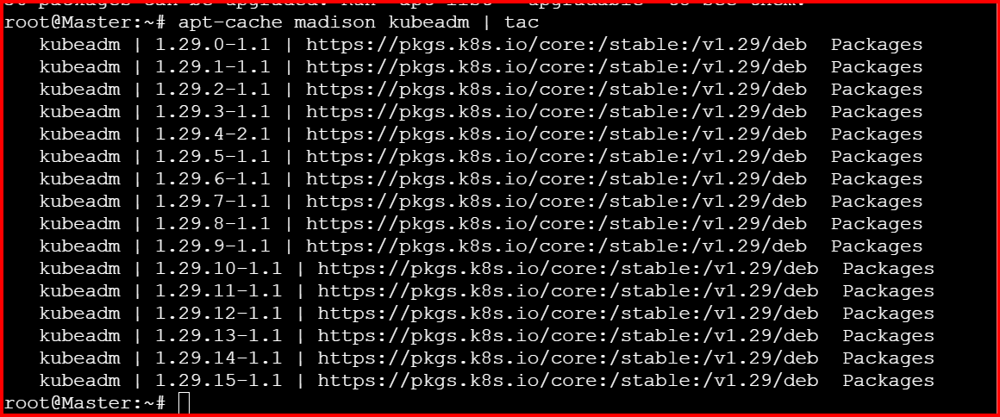 packages can be upgraded. Run 'apt list --upgradable' to see them.
root@Master:~# apt-cache madison kubeadm | tac
kubeadm | 1.29.0-1.1 | https://pkgs.k8s.io/core:/stable:/v1.29/deb Packages
kubeadm | 1.29.1-1.1 | https://pkgs.k8s.io/core:/stable:/v1.29/deb Packages
kubeadm | 1.29.2-1.1 | https://pkgs.k8s.io/core:/stable:/v1.29/deb Packages
kubeadm | 1.29.3-1.1 | https://pkgs.k8s.io/core:/stable:/v1.29/deb Packages
kubeadm | 1.29.4-2.1 | https://pkgs.k8s.io/core:/stable:/v1.29/deb Packages
kubeadm | 1.29.5-1.1 | https://pkgs.k8s.io/core:/stable:/v1.29/deb Packages
kubeadm | 1.29.6-1.1 | https://pkgs.k8s.io/core:/stable:/v1.29/deb Packages
kubeadm | 1.29.7-1.1 | https://pkgs.k8s.io/core:/stable:/v1.29/deb Packages
kubeadm | 1.29.8-1.1 | https://pkgs.k8s.io/core:/stable:/v1.29/deb Packages
kubeadm | 1.29.9-1.1 | https://pkgs.k8s.io/core:/stable:/v1.29/deb Packages
kubeadm | 1.29.10-1.1 | https://pkgs.k8s.io/core:/stable:/v1.29/deb Packages
kubeadm | 1.29.11-1.1 | https://pkgs.k8s.io/core:/stable:/v1.29/deb Packages
kubeadm | 1.29.12-1.1 | https://pkgs.k8s.io/core:/stable:/v1.29/deb Packages
kubeadm | 1.29.13-1.1 | https://pkgs.k8s.io/core:/stable:/v1.29/deb Packages
kubeadm | 1.29.14-1.1 | https://pkgs.k8s.io/core:/stable:/v1.29/deb Packages
kubeadm | 1.29.15-1.1 | https://pkgs.k8s.io/core:/stable:/v1.29/deb Packages
root@Master:~#